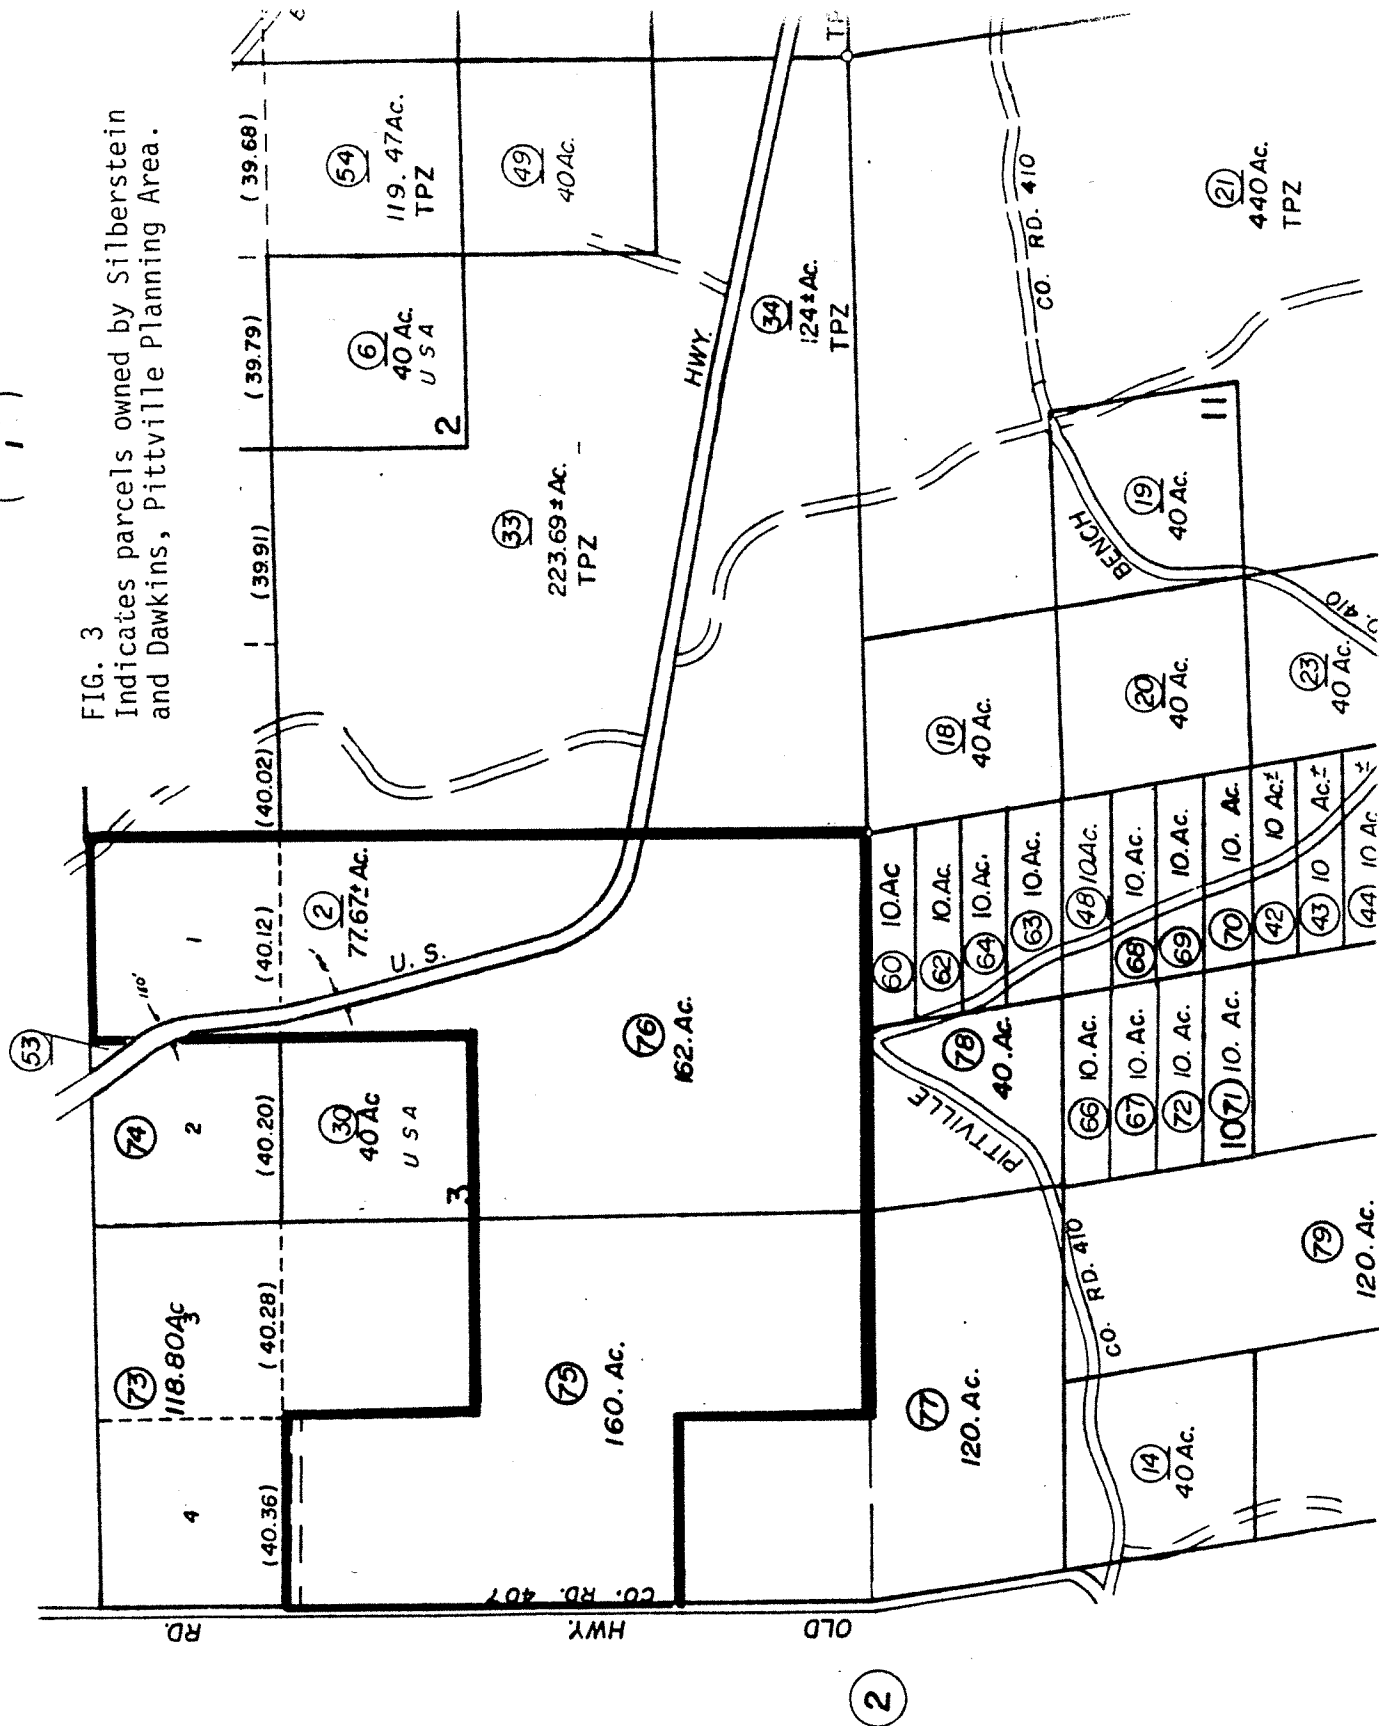 FIG. 3
Indicates parcels owned by Silberstein
and Dawkins, Pittville Planning Area.
(40.36)
(40.28)
(40.20)
(40.12)
(40.02)
(39.91)
(39.79)
(39.68)
53
4
73
118.80Ac
3
74
2
1
160'
2
77.67± Ac.
30
40 Ac
U S A
3
U. S.
HWY.
76
162. Ac.
75
160. Ac.
33
223.69± Ac.
TPZ
6
40 Ac.
U S A
2
54
119.47Ac.
TPZ
49
40Ac.
34
124± Ac.
TPZ
RD.
HWY.
OLD
CO. RD. 407
2
77
120. Ac.
14
40 Ac.
CO. RD. 410
PITTVILLE
78
40. Ac.
79
120. Ac.
66 10. Ac.
67 10. Ac.
72 10. Ac.
71 10. Ac.
10
60 10.Ac
62 10.Ac.
64 10.Ac.
63 10.Ac.
48 10Ac.
68 10. Ac.
69 10. Ac.
70 10. Ac.
42 10 Ac.±
43 10 Ac.±
44 10 Ac ±
18
40 Ac.
20
40 Ac.
23
40 Ac.
19
40 Ac.
11
BENCH
CO. RD. 410
410
21
440 Ac.
TPZ